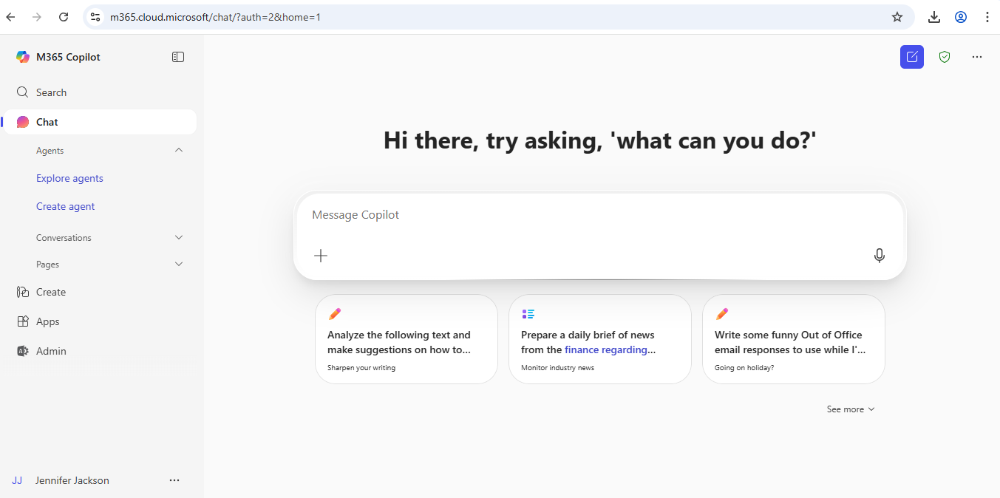 m365.cloud.microsoft/chat/?auth=2&home=1
M365 Copilot
Search
Chat
Agents
Explore agents
Create agent
Conversations
Pages
Create
Apps
Admin
JJ Jennifer Jackson
Hi there, try asking, 'what can you do?'
Message Copilot
Analyze the following text and
make suggestions on how to...
Sharpen your writing
Prepare a daily brief of news
from the finance regarding...
Monitor industry news
Write some funny Out of Office
email responses to use while I'...
Going on holiday?
See more